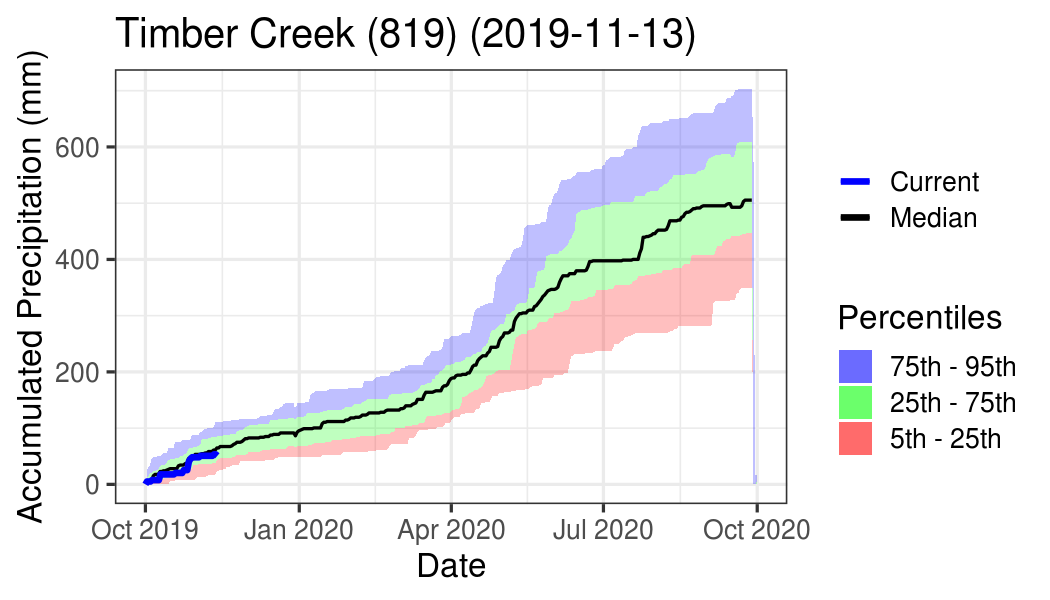 Timber Creek (819) (2019-11-13)
Accumulated Precipitation (mm)
600
400
200
0
Oct 2019
Jan 2020
Apr 2020
Jul 2020
Oct 2020
Date
Current
Median
Percentiles
75th - 95th
25th - 75th
5th - 25th